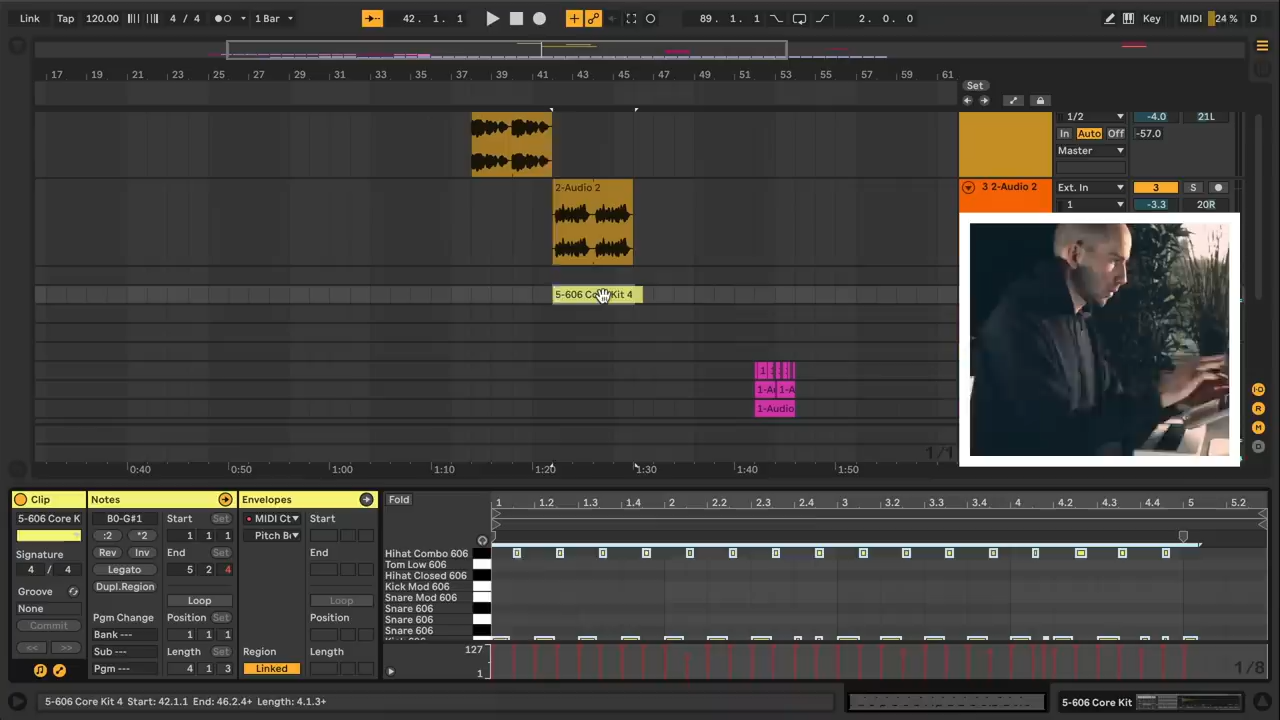 Link Tap 120.00 4 / 4 1 Bar 42. 1. 1 89. 1. 1 2. 0. 0 Key MIDI 24 % D
17 19 21 23 25 27 29 31 33 35 37 39 41 43 45 47 49 51 53 55 57 59 61
Set
1/2 -4.0 21L
In Auto Off -57.0
Master
2-Audio 2
3 2-Audio 2 Ext. In 3 S
1 -3.3 20R
5-606 Core Kit 4
1-Audio
1/1
0:40 0:50 1:00 1:10 1:20 1:30 1:40 1:50
Clip Notes Envelopes Fold 1 1.2 1.3 1.4 2 2.2 2.3 2.4 3 3.2 3.3 3.4 4 4.2 4.3 4.4 5 5.2
5-606 Core K B0-G#1 Start Set MIDI Ct Start
:2 *2 1 1 1 Pitch B
Signature Rev Inv End Set End
4 / 4 Legato 5 2 4
Groove Dupl.Region
None Loop Loop
Commit Pgm Change Position Set Position
<< >> Bank --- 1 1 1
Sub --- Length Set Region Length
Pgm --- 4 1 3 Linked
Hihat Combo 606
Tom Low 606
Hihat Closed 606
Kick Mod 606
Snare Mod 606
Snare 606
Snare 606
Snare 606
127
1
1/8
5-606 Core Kit 4 Start: 42.1.1 End: 46.2.4+ Length: 4.1.3+
5-606 Core Kit